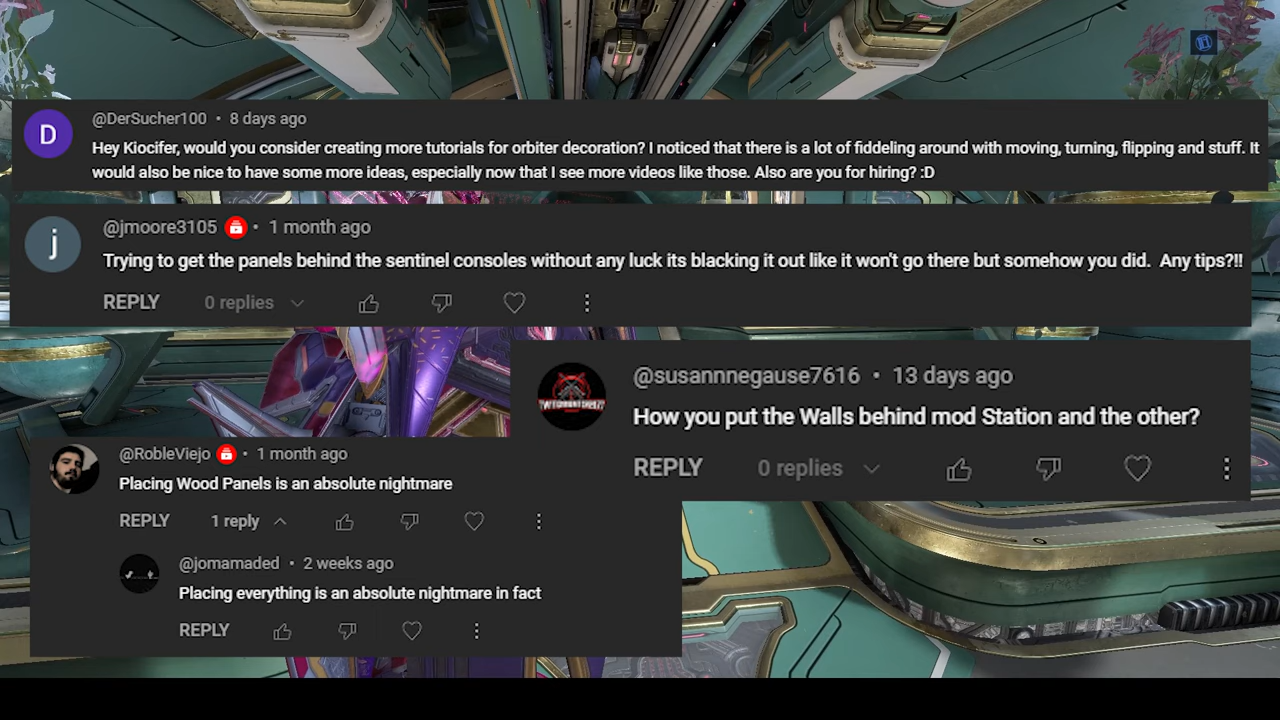 D
@DerSucher100 • 8 days ago
Hey Kiocifer, would you consider creating more tutorials for orbiter decoration? I noticed that there is a lot of fiddeling around with moving, turning, flipping and stuff. It
would also be nice to have some more ideas, especially now that I see more videos like those. Also are you for hiring? :D
j
@jmoore3105 • 1 month ago
Trying to get the panels behind the sentinel consoles without any luck its blacking it out like it won't go there but somehow you did.  Any tips?!!
REPLY 0 replies
@susannnegause7616 • 13 days ago
How you put the Walls behind mod Station and the other?
REPLY 0 replies
@RobleViejo • 1 month ago
Placing Wood Panels is an absolute nightmare
REPLY 1 reply
@jomamaded • 2 weeks ago
Placing everything is an absolute nightmare in fact
REPLY